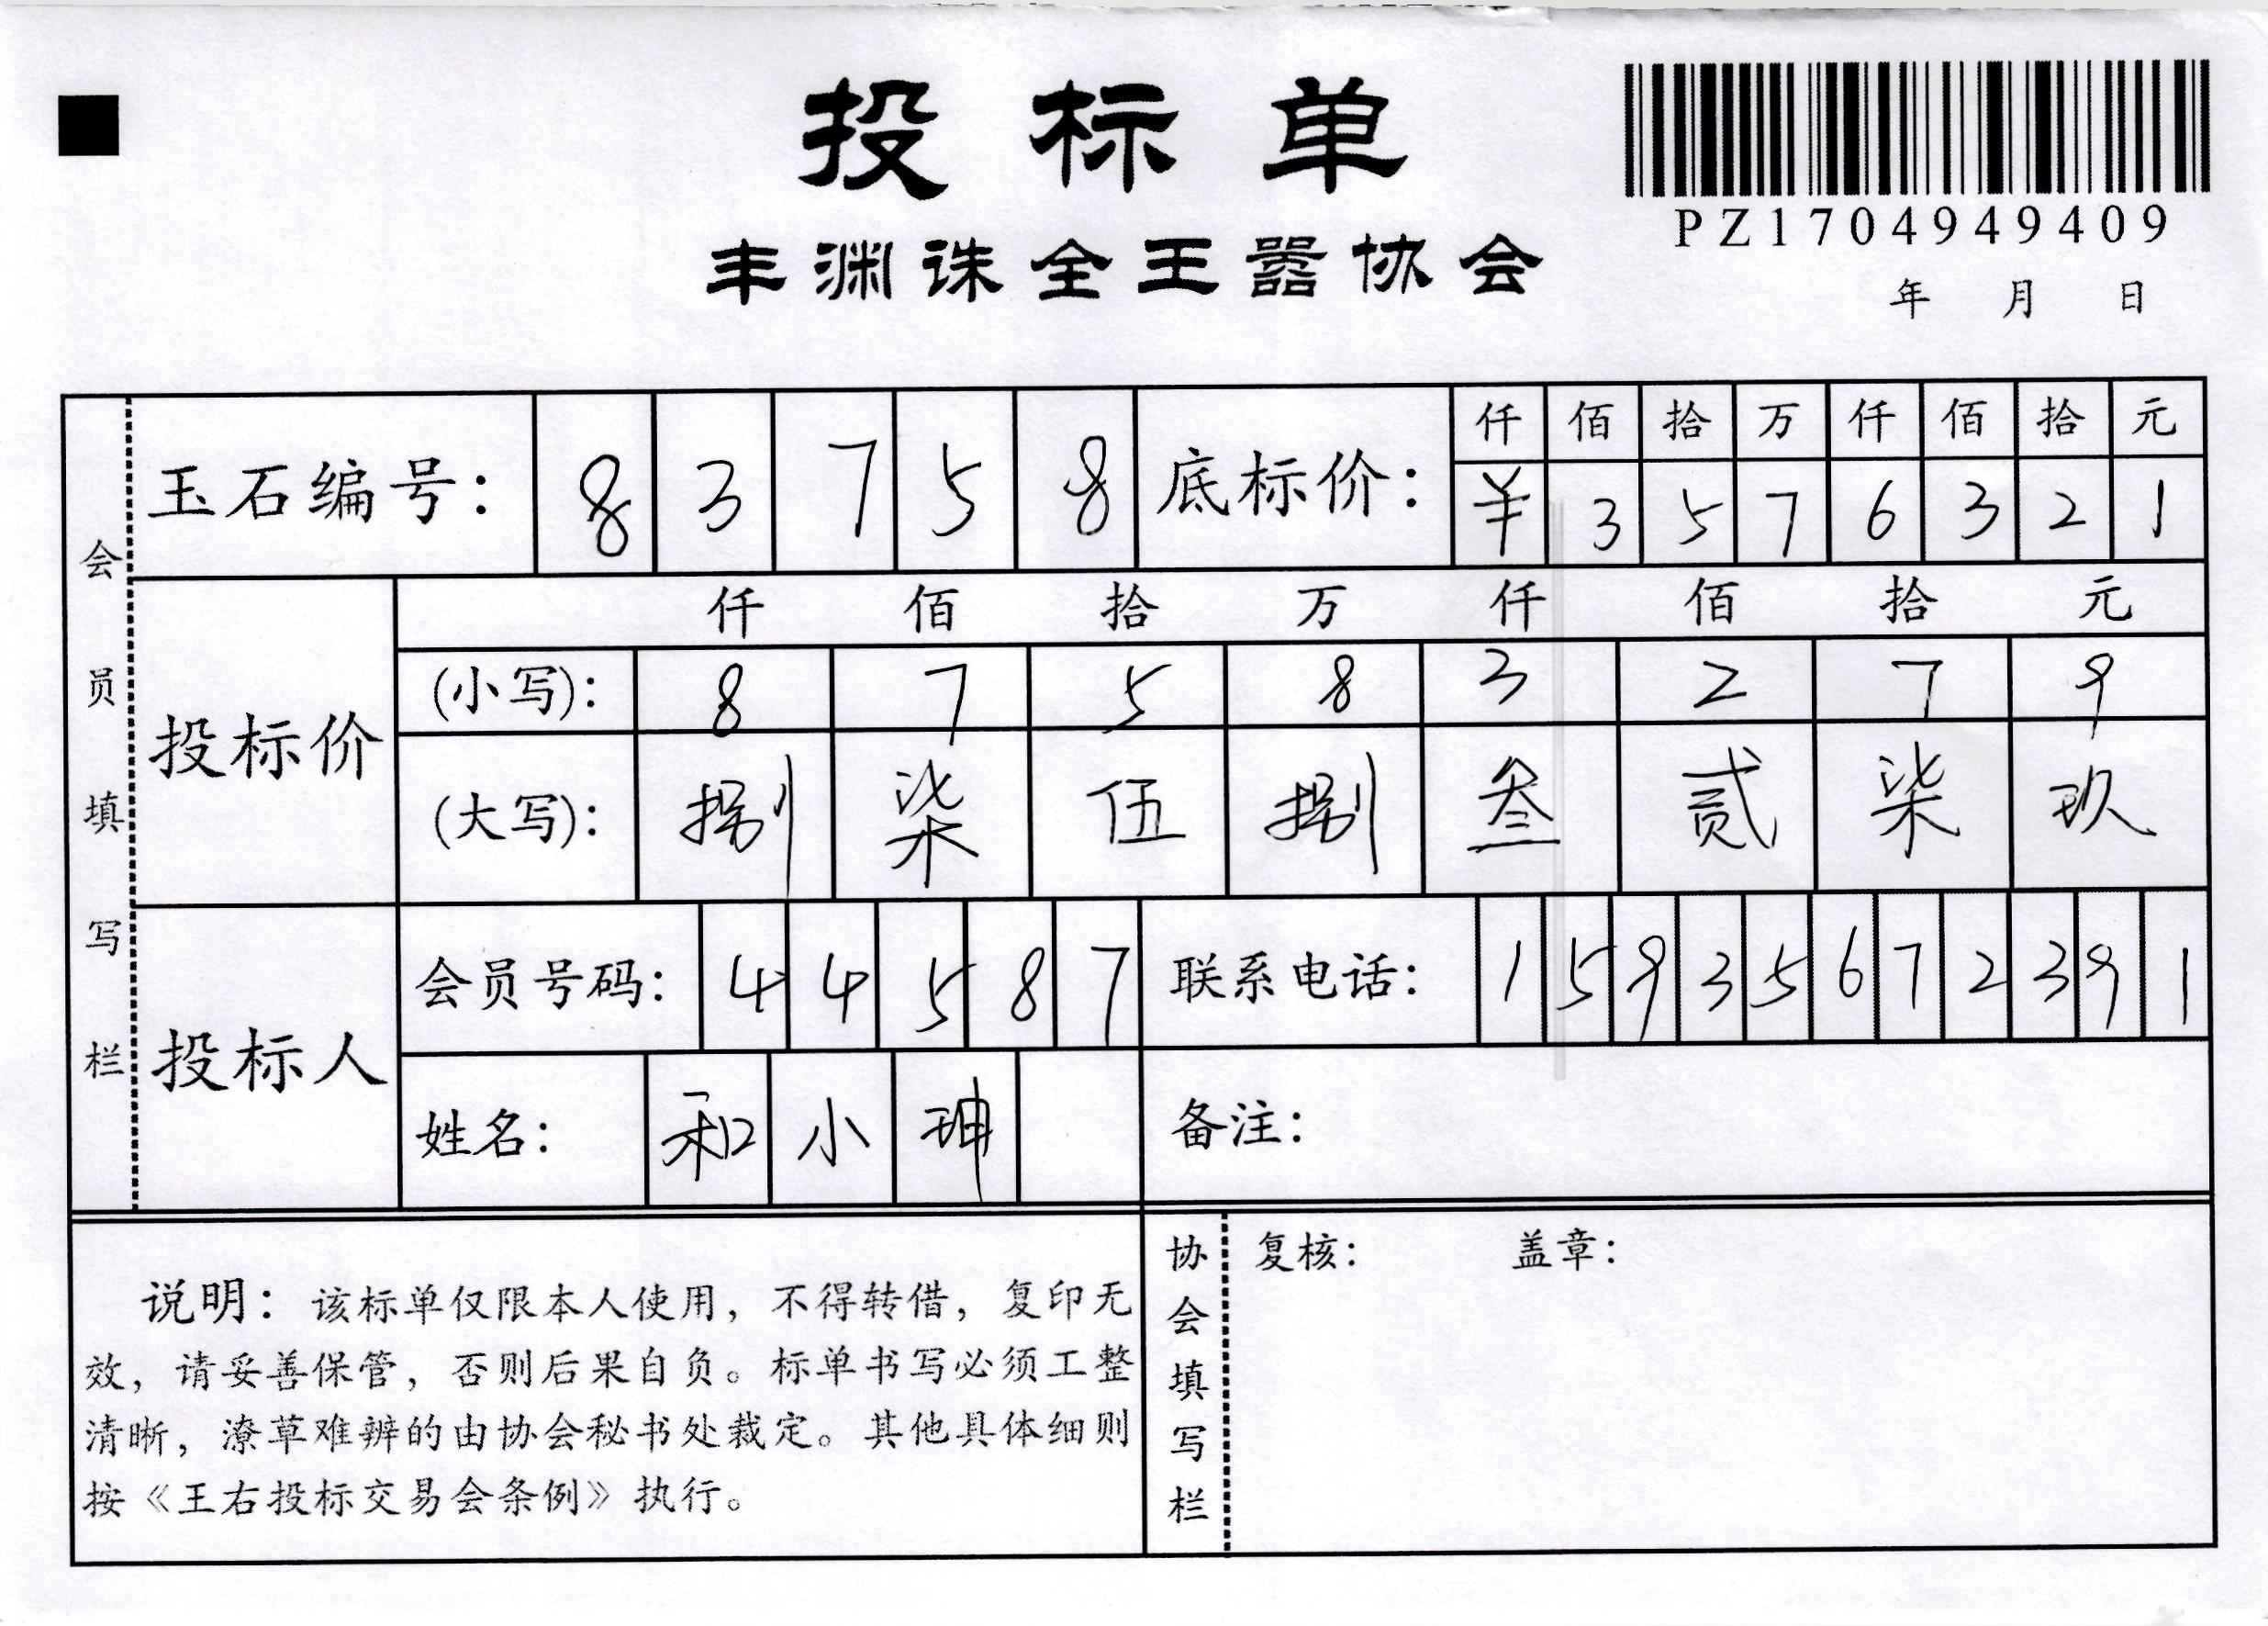 投标单
PZ1704949409
丰渊诛全王嚣协会
年 月 日
会员填写栏
玉石编号： 8 3 7 5 8
底标价：
仟 佰 拾 万 仟 佰 拾 元
¥ 3 5 7 6 3 2 1
投标价
仟 佰 拾 万 仟 佰 拾 元
(小写)： 8 7 5 8 3 2 7 9
(大写)： 捌 柒 伍 捌 叁 贰 柒 玖
投标人
会员号码： 4 4 5 8 7
联系电话： 1 5 9 3 5 6 7 2 3 9 1
姓名： 和 小 珅
备注：
说明：该标单仅限本人使用，不得转借，复印无
效，请妥善保管，否则后果自负。标单书写必须工整
清晰，潦草难辨的由协会秘书处裁定。其他具体细则
按《王右投标交易会条例》执行。
协会填写栏
复核： 盖章：